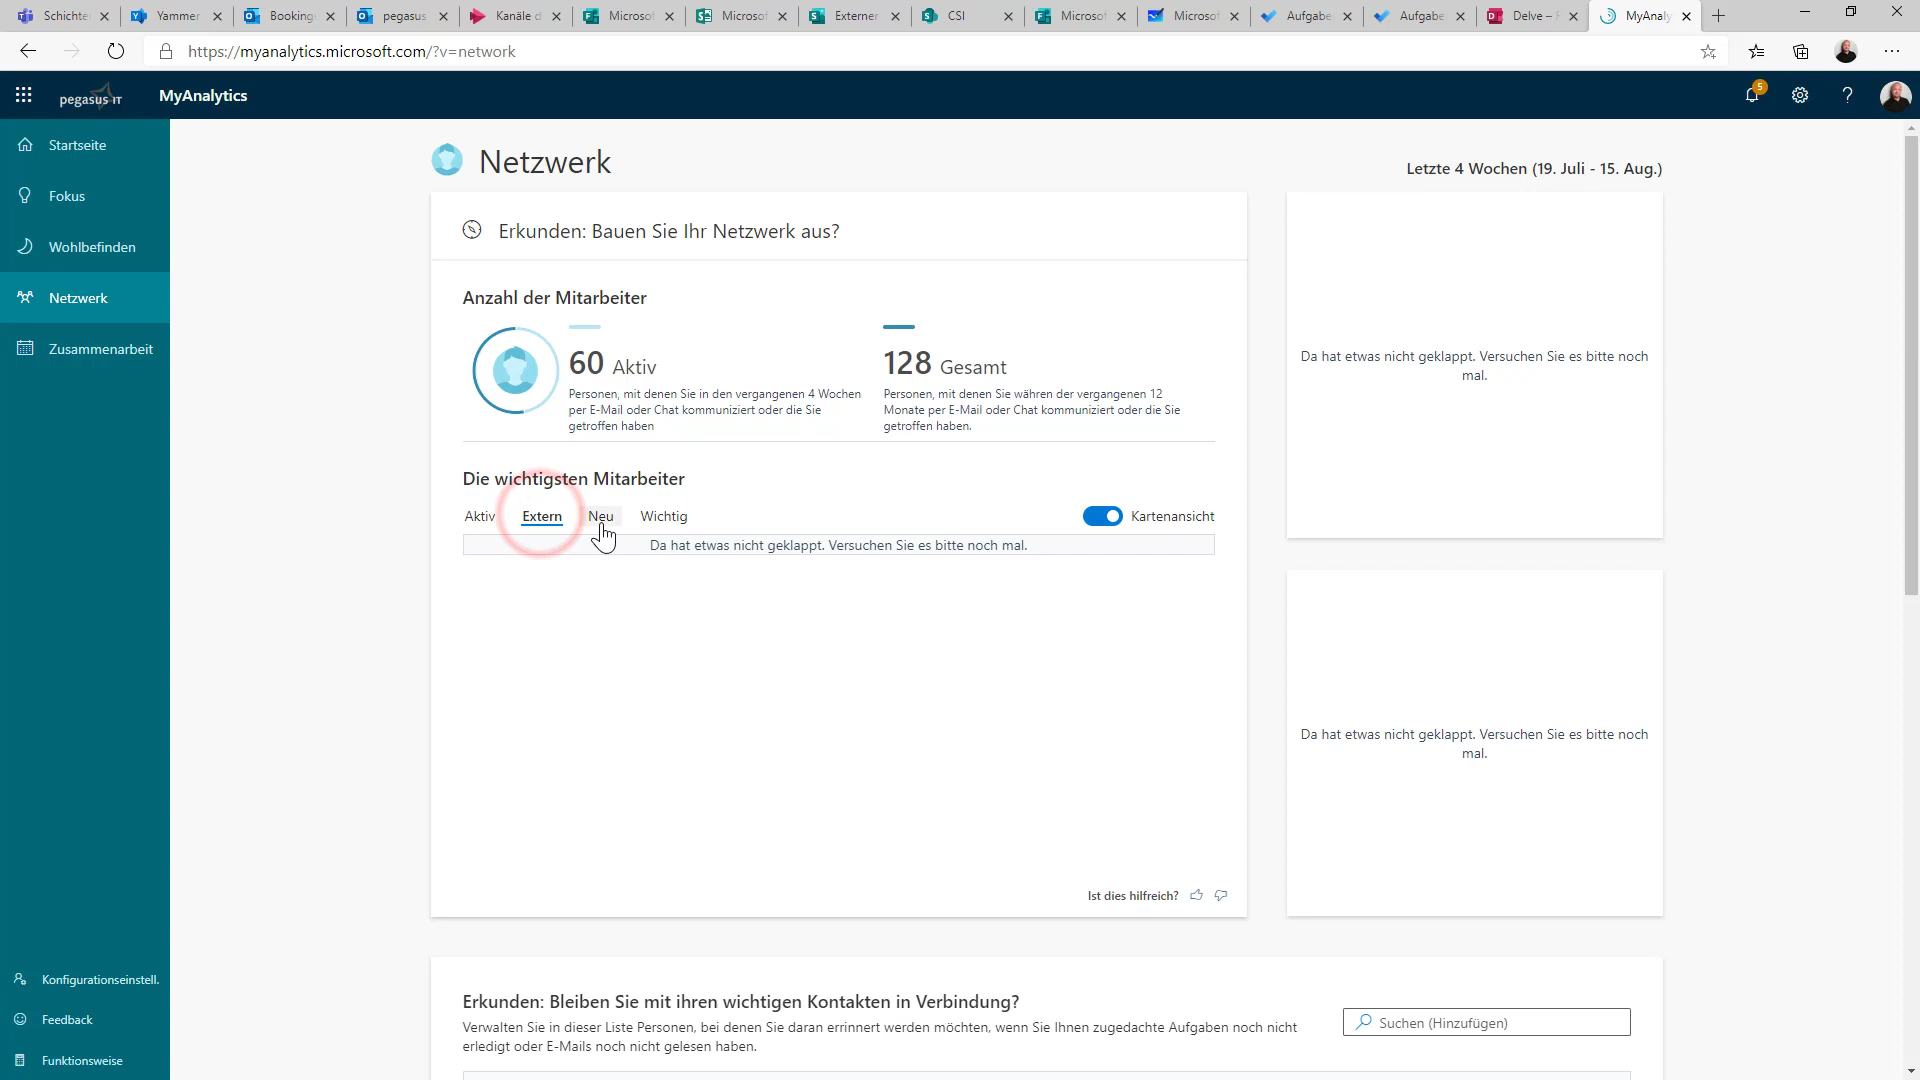 Schichte
Yammer
Booking
pegasus
Kanäle d
Microsof
Microsof
Externer
CSI
Microsof
Microsof
Aufgabe
Aufgabe
Delve – F
MyAnaly
https://myanalytics.microsoft.com/?v=network
pegasus IT
MyAnalytics
5
Startseite
Fokus
Wohlbefinden
Netzwerk
Zusammenarbeit
Konfigurationseinstell.
Feedback
Funktionsweise
Netzwerk
Letzte 4 Wochen (19. Juli - 15. Aug.)
Erkunden: Bauen Sie Ihr Netzwerk aus?
Anzahl der Mitarbeiter
60 Aktiv
Personen, mit denen Sie in den vergangenen 4 Wochen
per E-Mail oder Chat kommuniziert oder die Sie
getroffen haben
128 Gesamt
Personen, mit denen Sie währen der vergangenen 12
Monate per E-Mail oder Chat kommuniziert oder die Sie
getroffen haben.
Die wichtigsten Mitarbeiter
Aktiv Extern Neu Wichtig
Kartenansicht
Da hat etwas nicht geklappt. Versuchen Sie es bitte noch mal.
Ist dies hilfreich?
Da hat etwas nicht geklappt. Versuchen Sie es bitte noch
mal.
Da hat etwas nicht geklappt. Versuchen Sie es bitte noch
mal.
Erkunden: Bleiben Sie mit ihren wichtigen Kontakten in Verbindung?
Verwalten Sie in dieser Liste Personen, bei denen Sie daran errinnert werden möchten, wenn Sie Ihnen zugedachte Aufgaben noch nicht
erledigt oder E-Mails noch nicht gelesen haben.
Suchen (Hinzufügen)